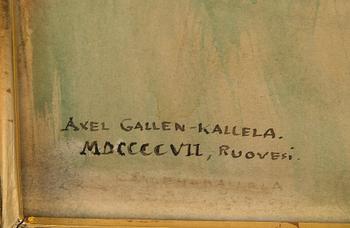 AXEL GALLEN-KALLELA.
MDCCCCVII, RUOVESI.